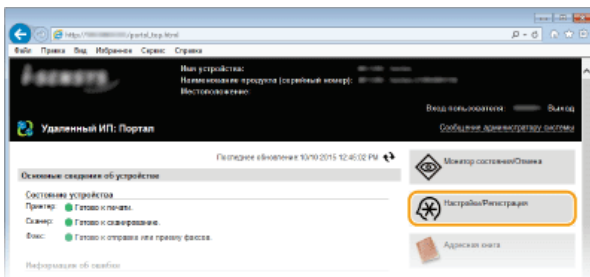 http://
/portal_top.html
Файл Правка Вид Избранное Сервис Справка
Имя устройства:
Наименование продукта (серийный номер):
Местоположение:
Вход пользователя: Выход
Удаленный ИП: Портал
Сообщение администратору системы
Последнее обновление: 10/10/2015 12:45:02 PM
Монитор состояния/Отмена
Основные сведения об устройстве
Состояние устройства
Принтер: Готово к печати.
Сканер: Готово к сканированию.
Факс: Готово к отправке или приему факсов.
Настройки/Регистрация
Адресная книга
Информация об ошибке